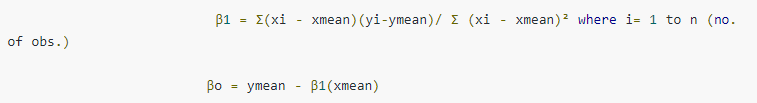 β1 = Σ(xi - xmean)(yi-ymean)/ Σ (xi - xmean)² where i= 1 to n (no.
of obs.)
βo = ymean - β1(xmean)